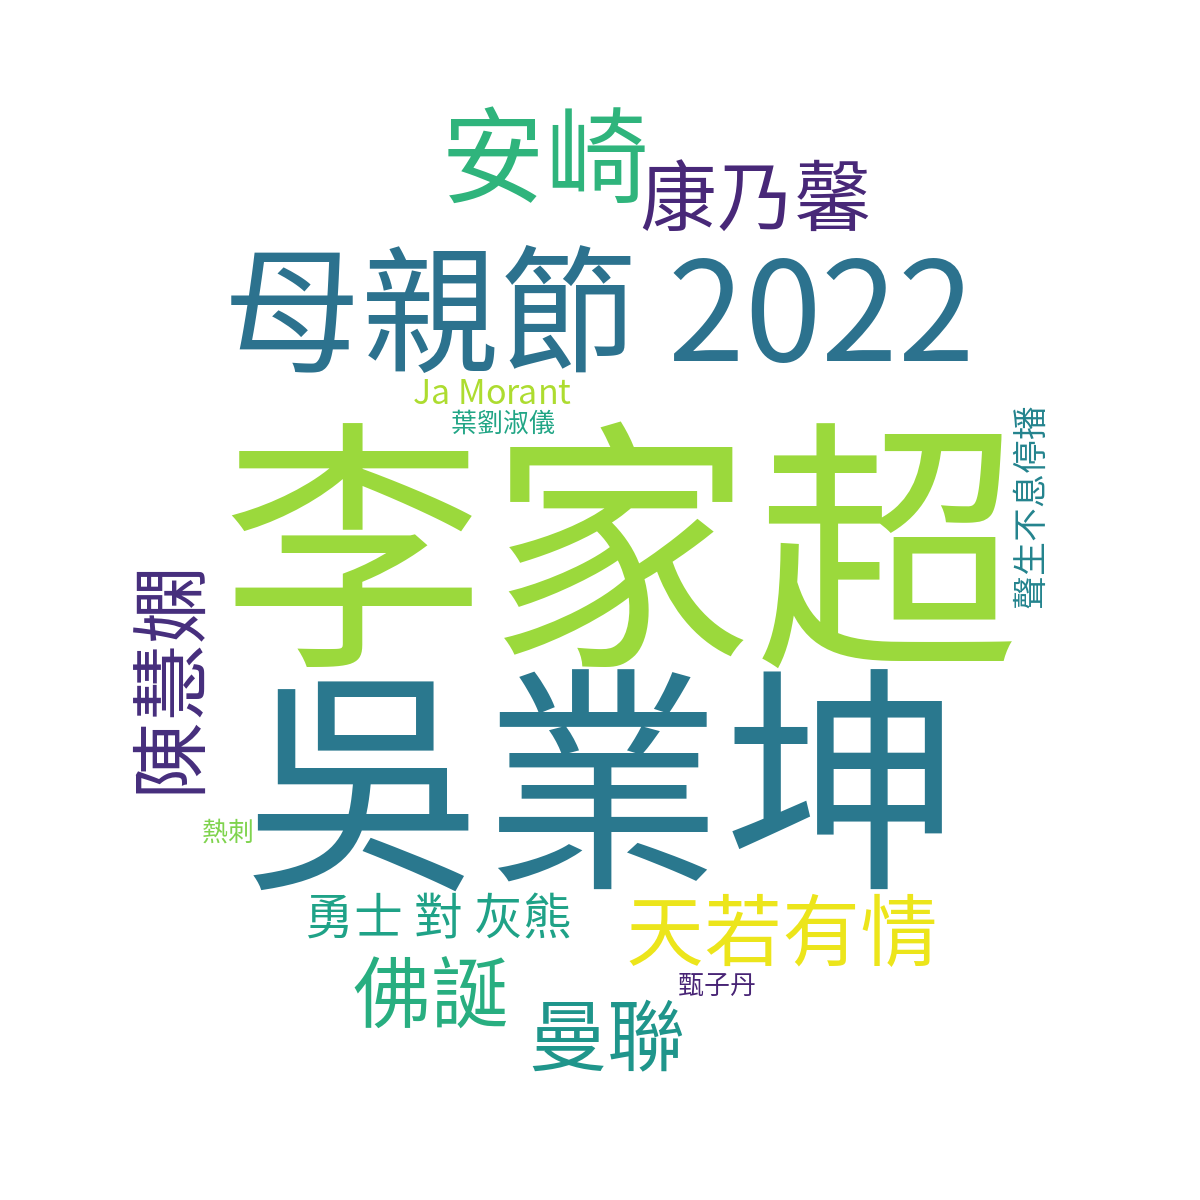 安崎
康乃馨
母親節 2022
Ja Morant
葉劉淑儀
李家超
聲生不息停播
陳慧嫻
吳業坤
熱刺
勇士 對 灰熊
天若有情
佛誕
甄子丹
曼聯